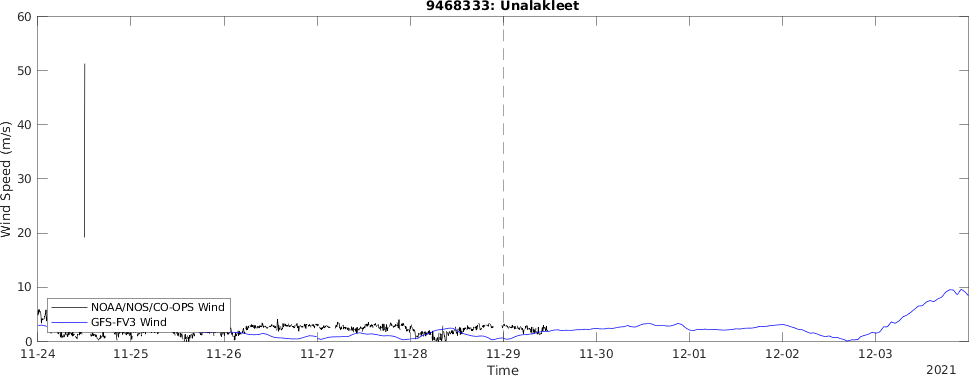 9468333: Unalakleet
60
50
40
30
20
10
0
Wind Speed (m/s)
NOAA/NOS/CO-OPS Wind
GFS-FV3 Wind
11-24 11-25 11-26 11-27 11-28 11-29 11-30 12-01 12-02 12-03
Time
2021